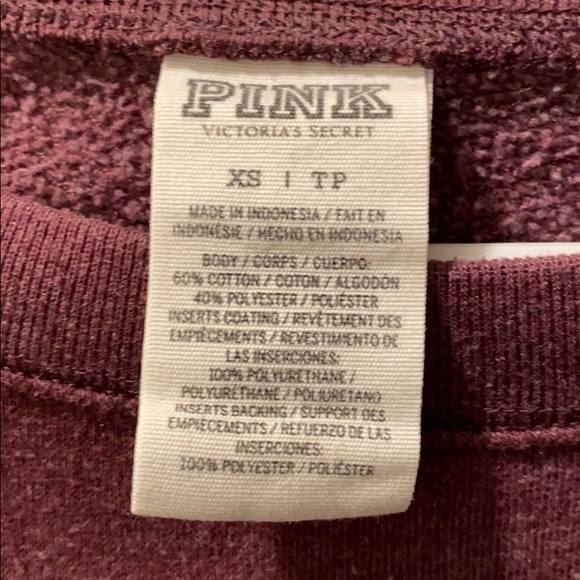 PINK
VICTORIA'S SECRET
XS | TP
MADE IN INDONESIA / FAIT EN
INDONÉSIE / HECHO EN INDONESIA
BODY / CORPS / CUERPO:
60% COTTON / COTON / ALGODÓN
40% POLYESTER / POLIÉSTER
INSERTS COATING / REVÊTEMENT DES
EMPIÈCEMENTS / REVESTIMIENTO DE
LAS INSERCIONES:
100% POLYURETHANE /
POLYURÉTHANE / POLIURETANO
INSERTS BACKING / SUPPORT DES
EMPIÈCEMENTS / REFUERZO DE LAS
INSERCIONES:
100% POLYESTER / POLIÉSTER